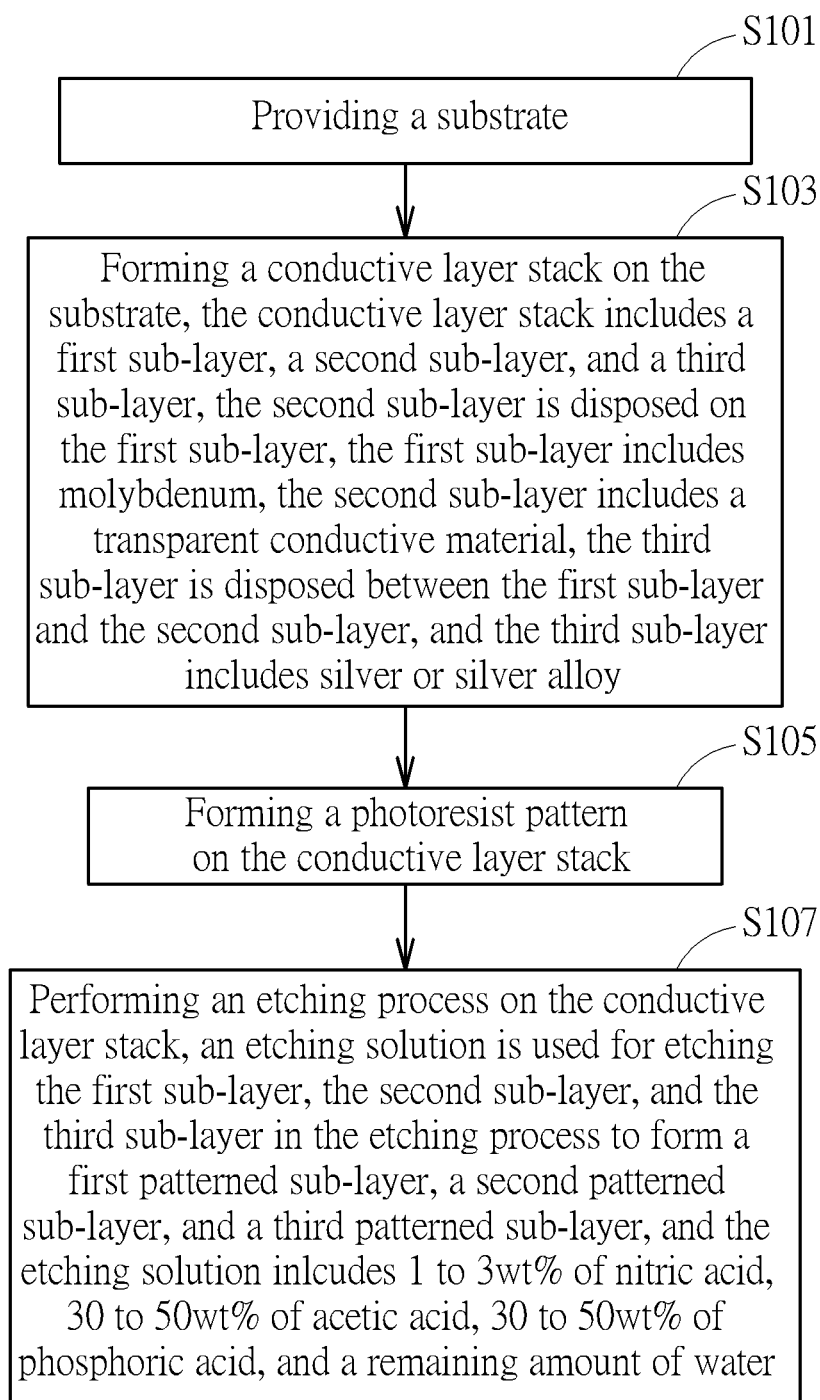 S101
Providing a substrate
S103
Forming a conductive layer stack on the
substrate, the conductive layer stack includes a
first sub-layer, a second sub-layer, and a third
sub-layer, the second sub-layer is disposed on
the first sub-layer, the first sub-layer includes
molybdenum, the second sub-layer includes a
transparent conductive material, the third
sub-layer is disposed between the first sub-layer
and the second sub-layer, and the third sub-layer
includes silver or silver alloy
S105
Forming a photoresist pattern
on the conductive layer stack
S107
Performing an etching process on the conductive
layer stack, an etching solution is used for etching
the first sub-layer, the second sub-layer, and the
third sub-layer in the etching process to form a
first patterned sub-layer, a second patterned
sub-layer, and a third patterned sub-layer, and the
etching solution inlcudes 1 to 3wt% of nitric acid,
30 to 50wt% of acetic acid, 30 to 50wt% of
phosphoric acid, and a remaining amount of water